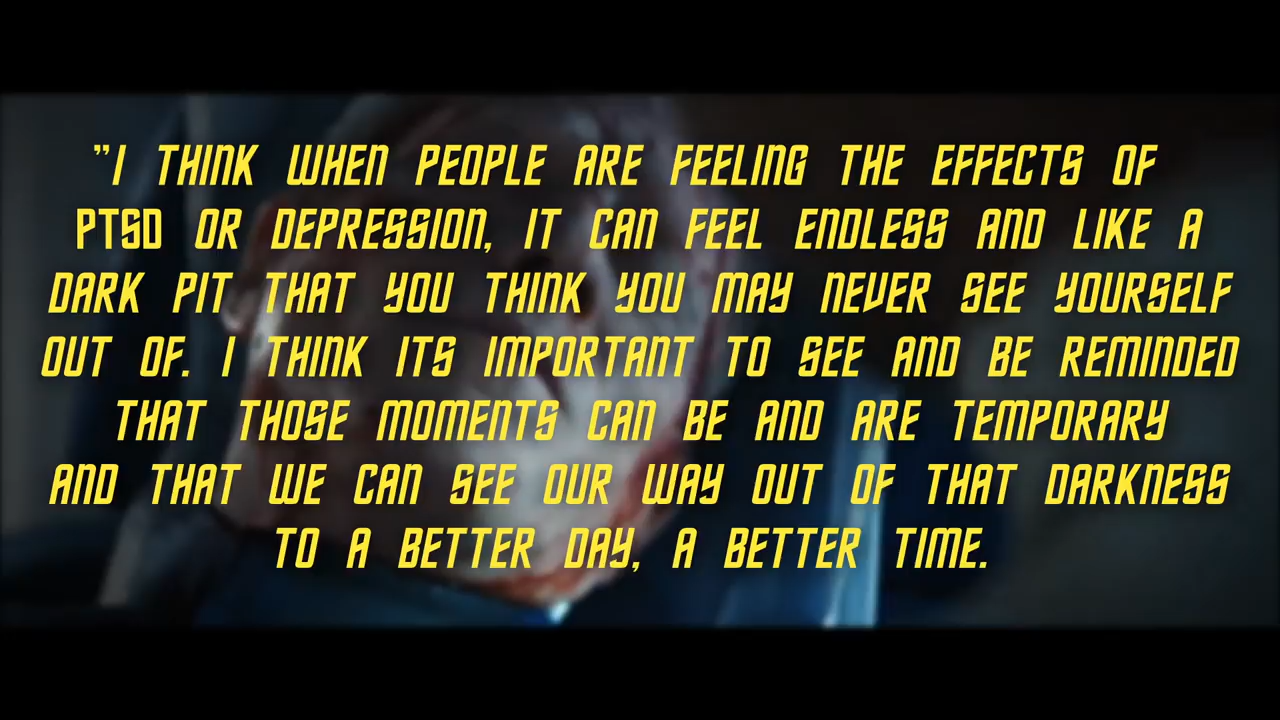 "I THINK WHEN PEOPLE ARE FEELING THE EFFECTS OF
PTSD OR DEPRESSION, IT CAN FEEL ENDLESS AND LIKE A
DARK PIT THAT YOU THINK YOU MAY NEVER SEE YOURSELF
OUT OF. I THINK ITS IMPORTANT TO SEE AND BE REMINDED
THAT THOSE MOMENTS CAN BE AND ARE TEMPORARY
AND THAT WE CAN SEE OUR WAY OUT OF THAT DARKNESS
TO A BETTER DAY, A BETTER TIME.